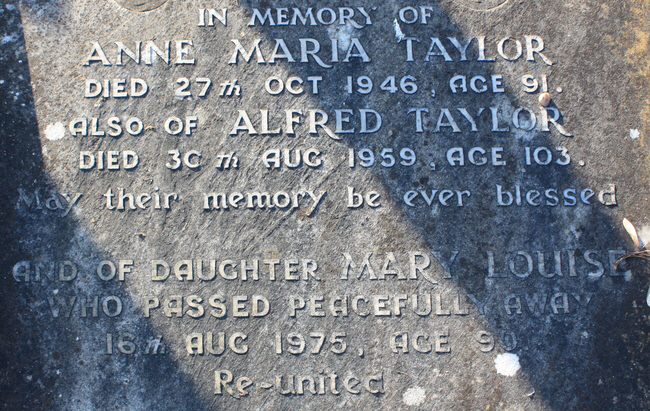 IN MEMORY OF
ANNE MARIA TAYLOR
DIED 27th OCT 1946, AGE 91.
ALSO OF ALFRED TAYLOR
DIED 30th AUG 1959, AGE 103.
May their memory be ever blessed
AND OF DAUGHTER MARY LOUISE
WHO PASSED PEACEFULLY AWAY
16th AUG 1975, AGE 90
Re-united